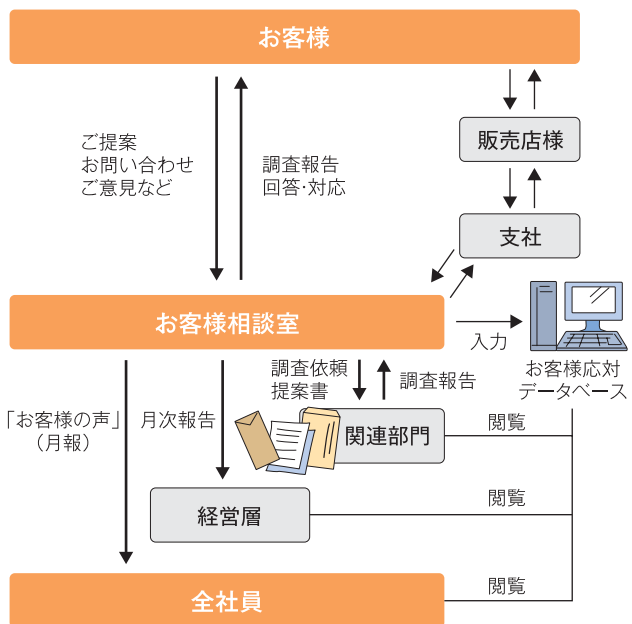 お客様
ご提案
お問い合わせ
ご意見など
調査報告
回答・対応
販売店様
支社
お客様相談室
入力
お客様応対
データベース
「お客様の声」
（月報）
月次報告
調査依頼
提案書
調査報告
関連部門
閲覧
経営層
閲覧
全社員
閲覧